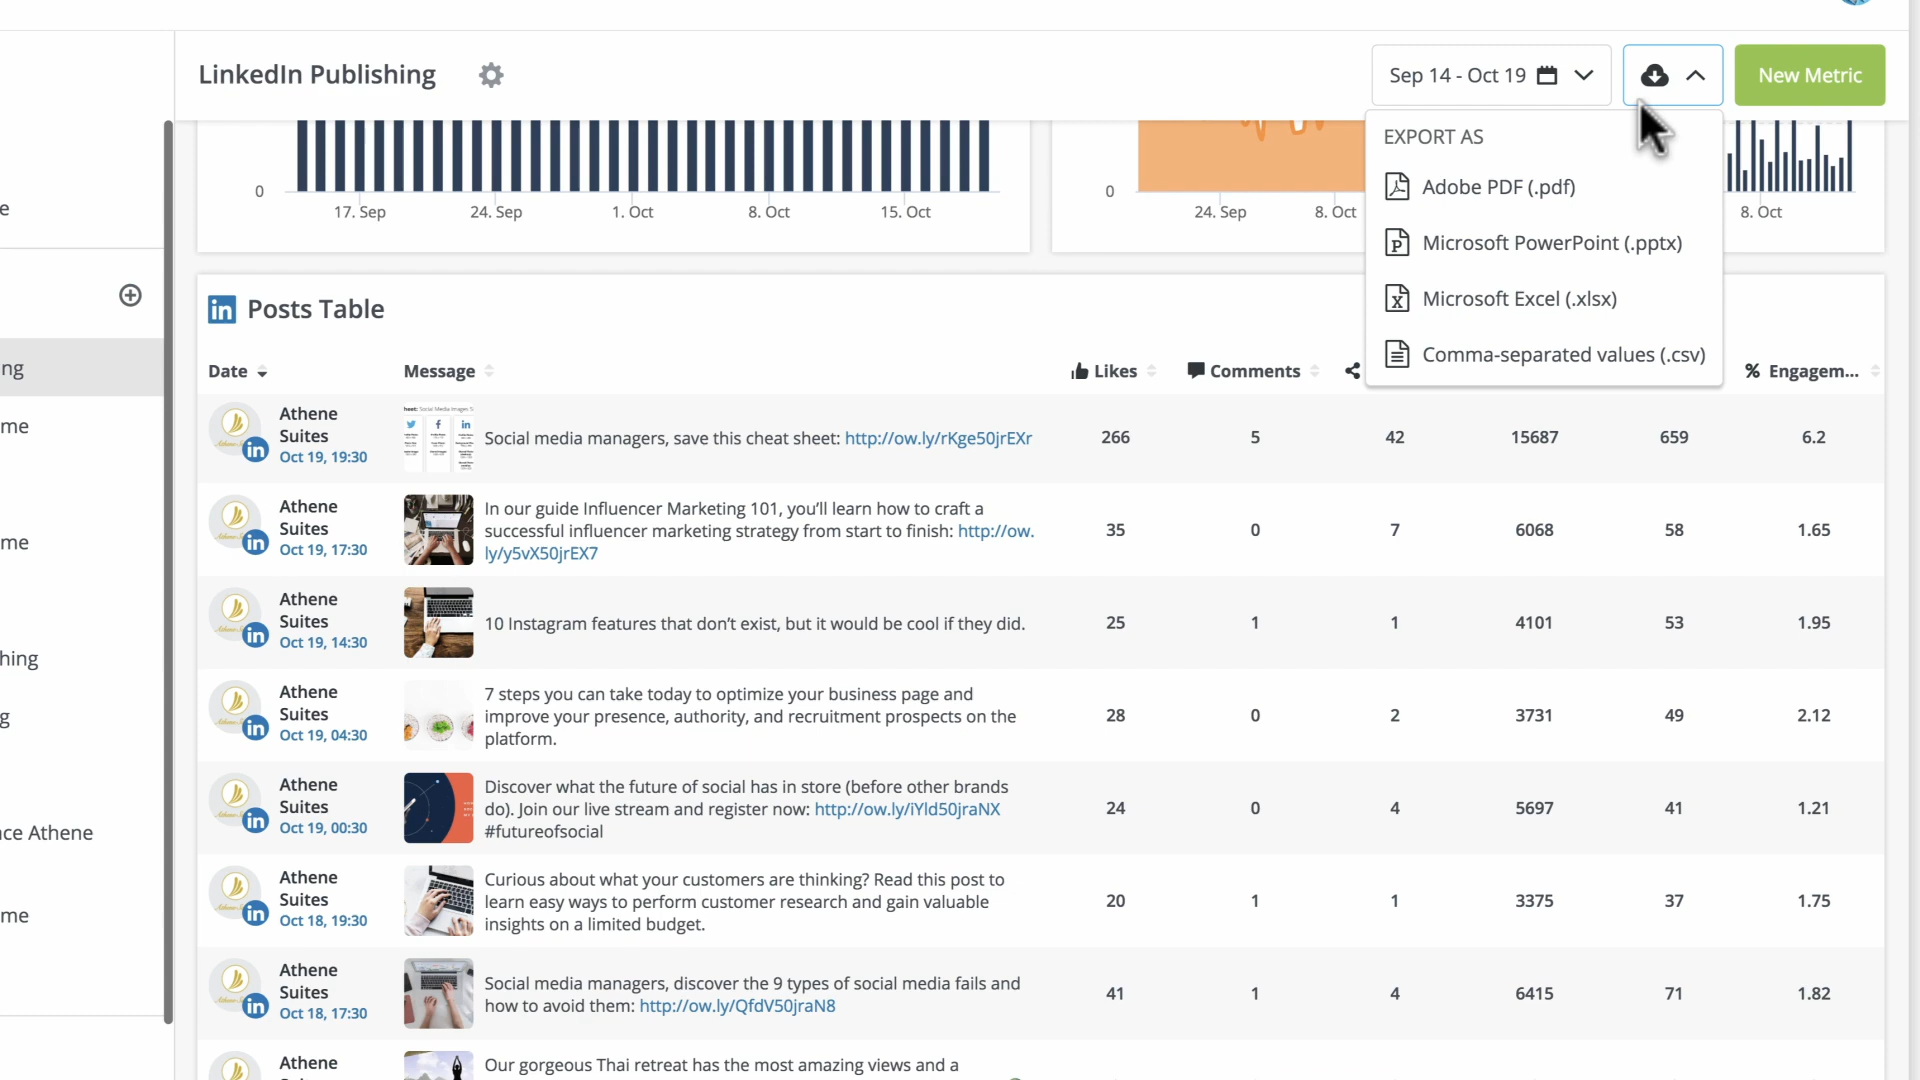 LinkedIn Publishing
Sep 14 - Oct 19
New Metric
EXPORT AS
Adobe PDF (.pdf)
Microsoft PowerPoint (.pptx)
Microsoft Excel (.xlsx)
Comma-separated values (.csv)
0
17. Sep
24. Sep
1. Oct
8. Oct
15. Oct
0
24. Sep
8. Oct
8. Oct
e
ng
me
me
hing
g
ce Athene
me
in Posts Table
Date
Message
Likes
Comments
% Engagem...
Athene
Suites
Oct 19, 19:30
Social media managers, save this cheat sheet: http://ow.ly/rKge50jrEXr
266 5 42 15687 659 6.2
Athene
Suites
Oct 19, 17:30
In our guide Influencer Marketing 101, you’ll learn how to craft a
successful influencer marketing strategy from start to finish: http://ow.
ly/y5vX50jrEX7
35 0 7 6068 58 1.65
Athene
Suites
Oct 19, 14:30
10 Instagram features that don’t exist, but it would be cool if they did.
25 1 1 4101 53 1.95
Athene
Suites
Oct 19, 04:30
7 steps you can take today to optimize your business page and
improve your presence, authority, and recruitment prospects on the
platform.
28 0 2 3731 49 2.12
Athene
Suites
Oct 19, 00:30
Discover what the future of social has in store (before other brands
do). Join our live stream and register now: http://ow.ly/iYld50jraNX
#futureofsocial
24 0 4 5697 41 1.21
Athene
Suites
Oct 18, 19:30
Curious about what your customers are thinking? Read this post to
learn easy ways to perform customer research and gain valuable
insights on a limited budget.
20 1 1 3375 37 1.75
Athene
Suites
Oct 18, 17:30
Social media managers, discover the 9 types of social media fails and
how to avoid them: http://ow.ly/QfdV50jraN8
41 1 4 6415 71 1.82
Athene
Our gorgeous Thai retreat has the most amazing views and a